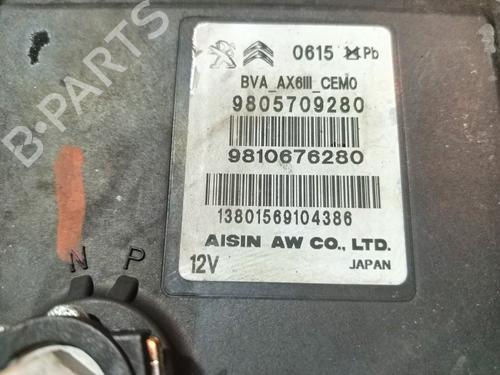 0615 Pb
BVA_AX6III_CEM0
9805709280
9810676280
13801569104386
AISIN AW CO., LTD.
12V JAPAN
N P
B-PARTS